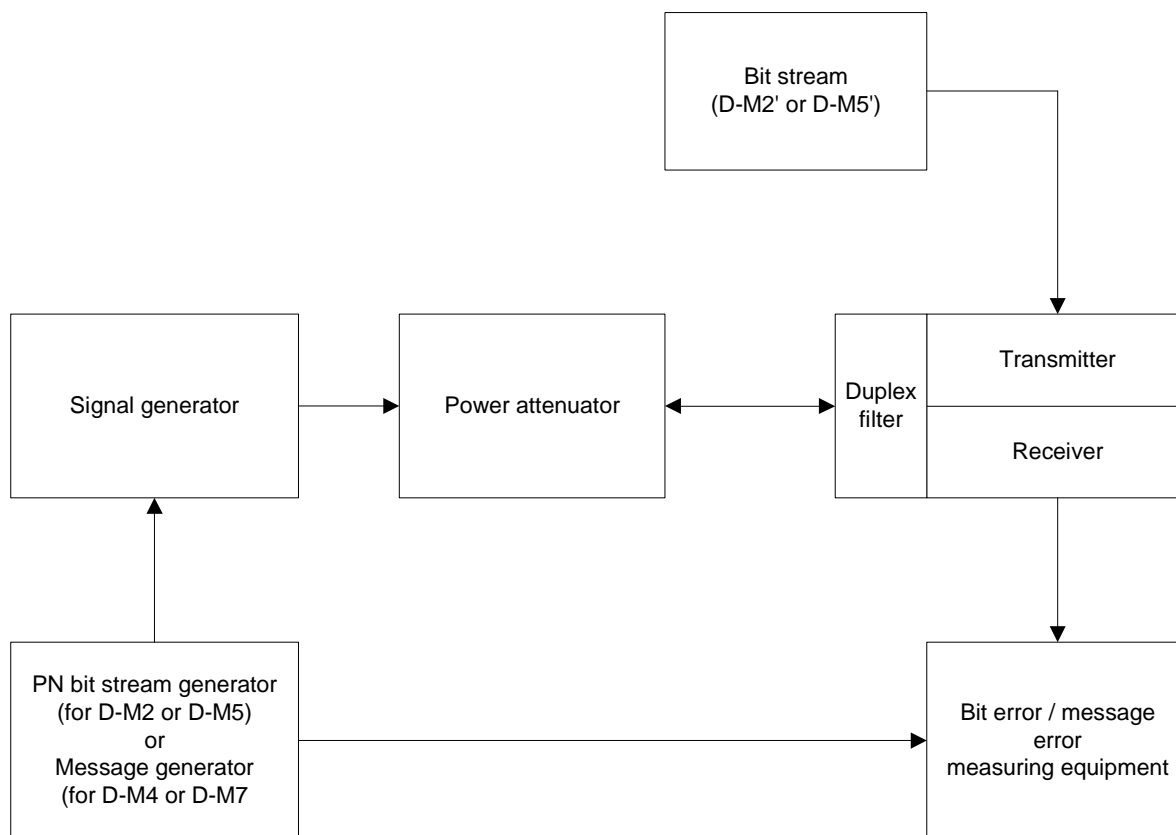 Bit stream
(D-M2' or D-M5')
Signal generator
Power attenuator
Duplex
filter
Transmitter
Receiver
PN bit stream generator
(for D-M2 or D-M5)
or
Message generator
(for D-M4 or D-M7
Bit error / message
error
measuring equipment